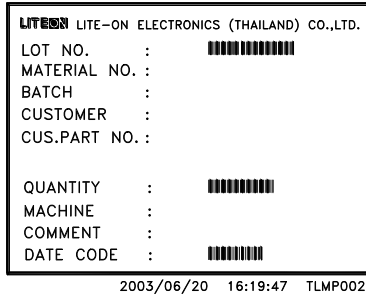 LITEON LITE-ON ELECTRONICS (THAILAND) CO.,LTD.
LOT NO. :
MATERIAL NO. :
BATCH :
CUSTOMER :
CUS.PART NO. :
QUANTITY :
MACHINE :
COMMENT :
DATE CODE :
2003/06/20 16:19:47 TLMP002